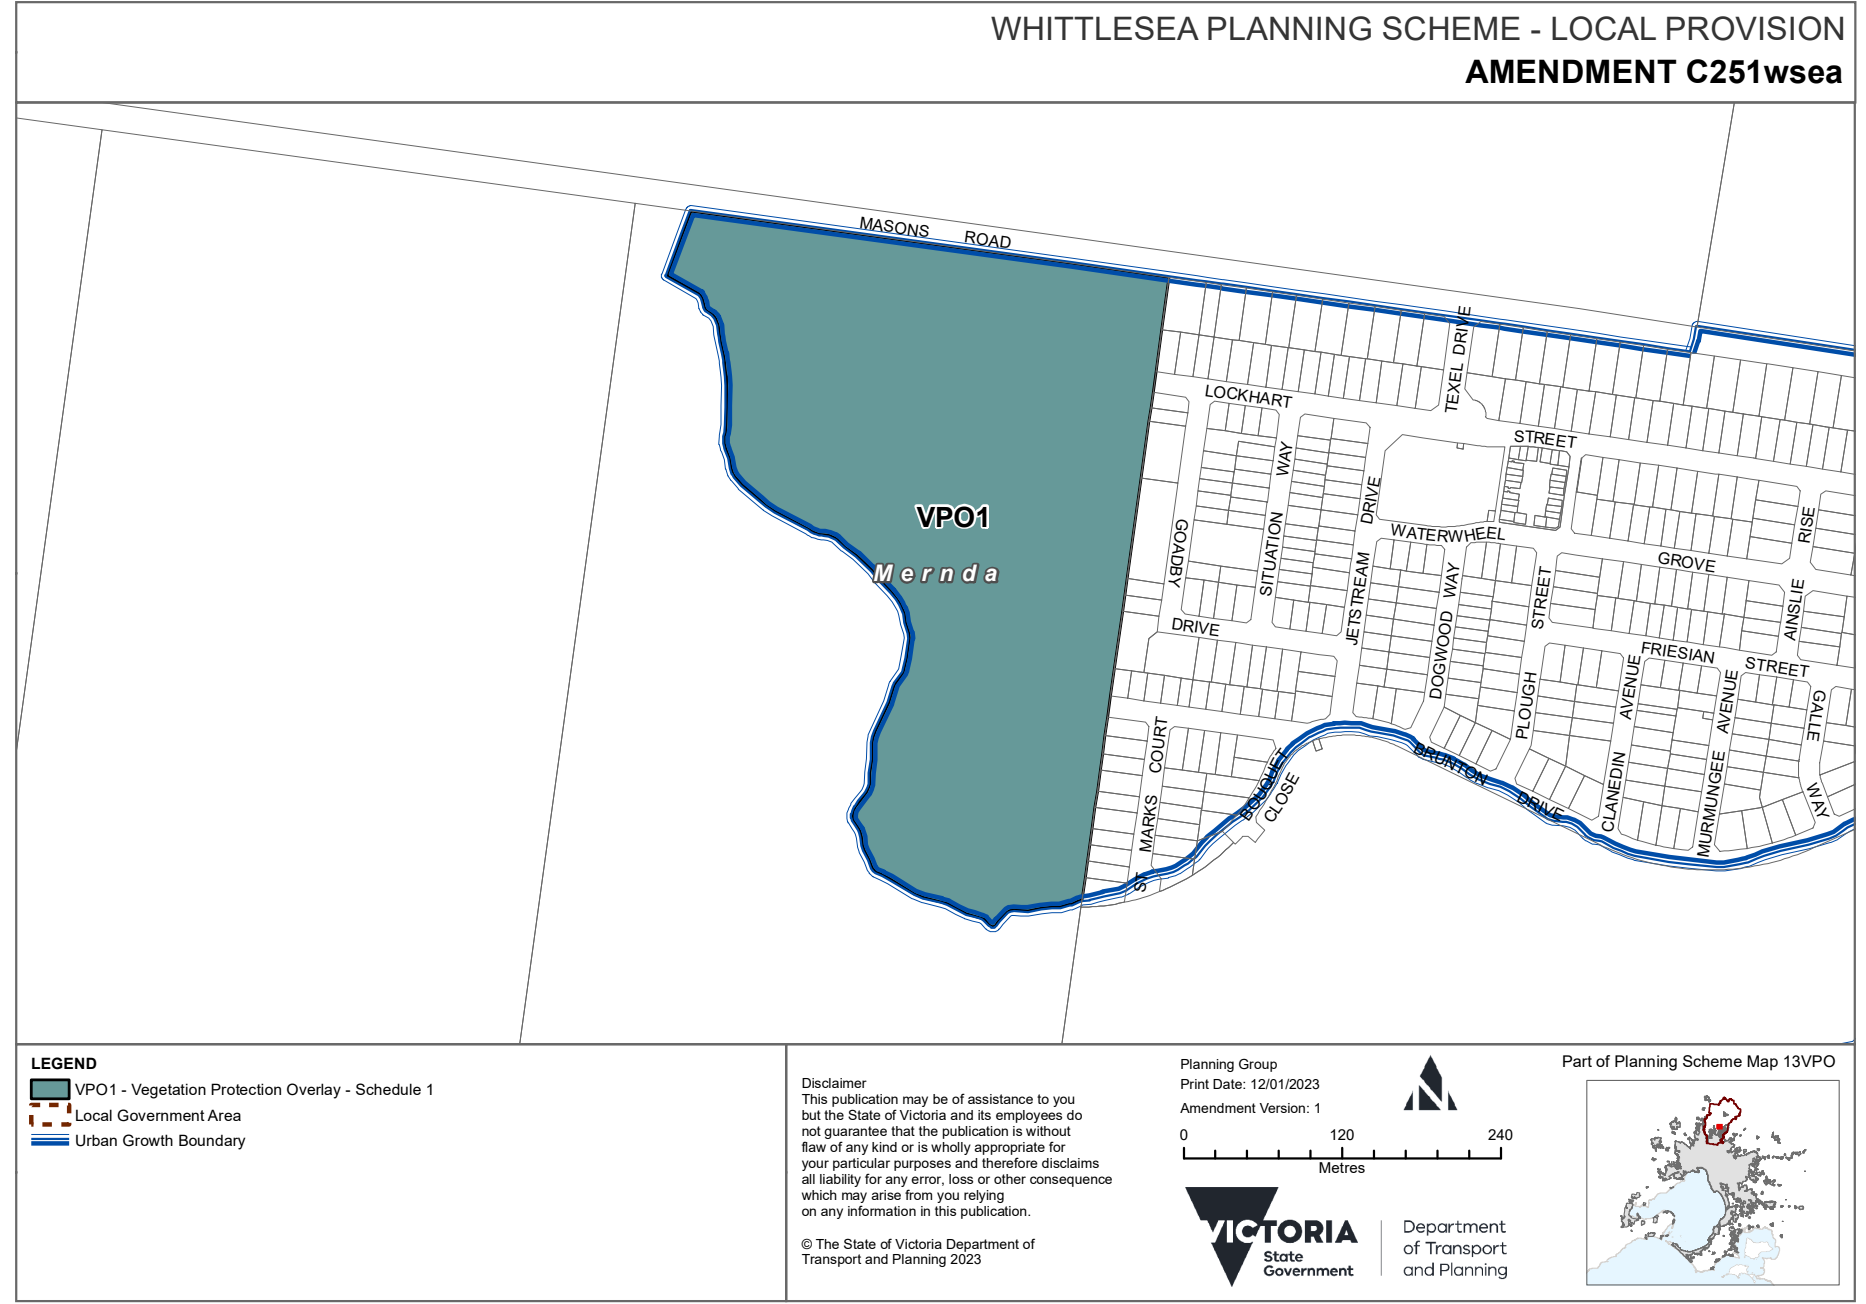 WHITTLESEA PLANNING SCHEME - LOCAL PROVISION
AMENDMENT C251wsea
MASONS ROAD
TEXEL DRIVE
LOCKHART
STREET
WAY
SITUATION
DRIVE
JETSTREAM
GOADBY
DRIVE
WATERWHEEL
GROVE
RISE
AINSLIE
WAY
DOGWOOD
STREET
PLOUGH
FRIESIAN
STREET
AVENUE
CLANEDIN
AVENUE
MURMUNGEE
GALLE
WAY
VPO1
Mernda
COURT
MARKS
ST
BOUQUET
CLOSE
BRUNTON
DRIVE
LEGEND
VPO1 - Vegetation Protection Overlay - Schedule 1
Local Government Area
Urban Growth Boundary
Disclaimer
This publication may be of assistance to you
but the State of Victoria and its employees do
not guarantee that the publication is without
flaw of any kind or is wholly appropriate for
your particular purposes and therefore disclaims
all liability for any error, loss or other consequence
which may arise from you relying
on any information in this publication.
© The State of Victoria Department of
Transport and Planning 2023
Planning Group
Print Date: 12/01/2023
Amendment Version: 1
0 120 240
Metres
VICTORIA
State
Government
Department
of Transport
and Planning
Part of Planning Scheme Map 13VPO